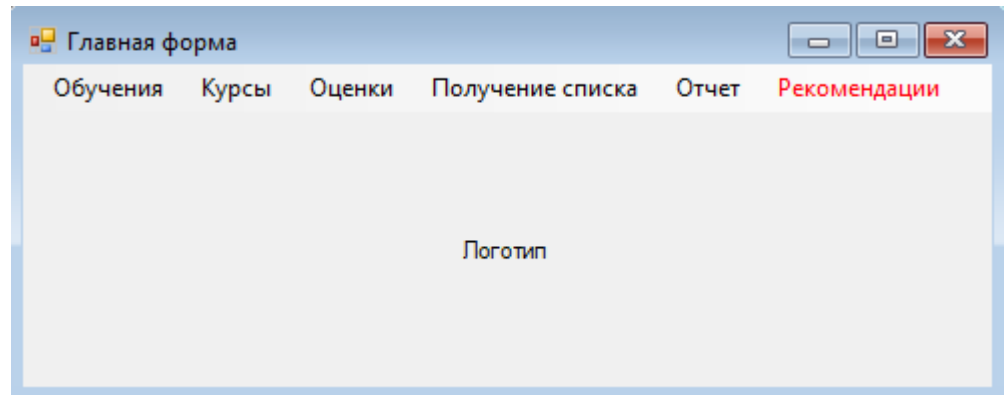 Главная форма
Обучения Курсы Оценки Получение списка Отчет Рекомендации
Логотип